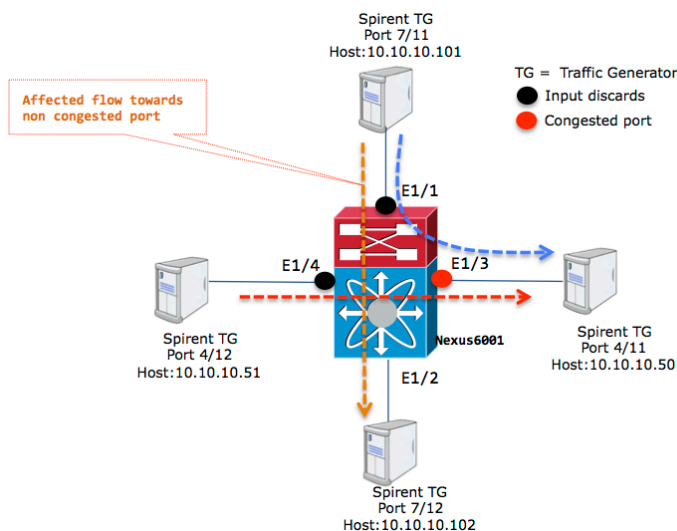 Spirent TG
Port 7/11
Host:10.10.10.101
TG = Traffic Generator
Input discards
Congested port
Affected flow towards
non congested port
E1/1
E1/4
E1/3
Spirent TG
Port 4/12
Host:10.10.10.51
Spirent TG
Port 4/11
Host:10.10.10.50
Nexus6001
E1/2
Spirent TG
Port 7/12
Host:10.10.10.102